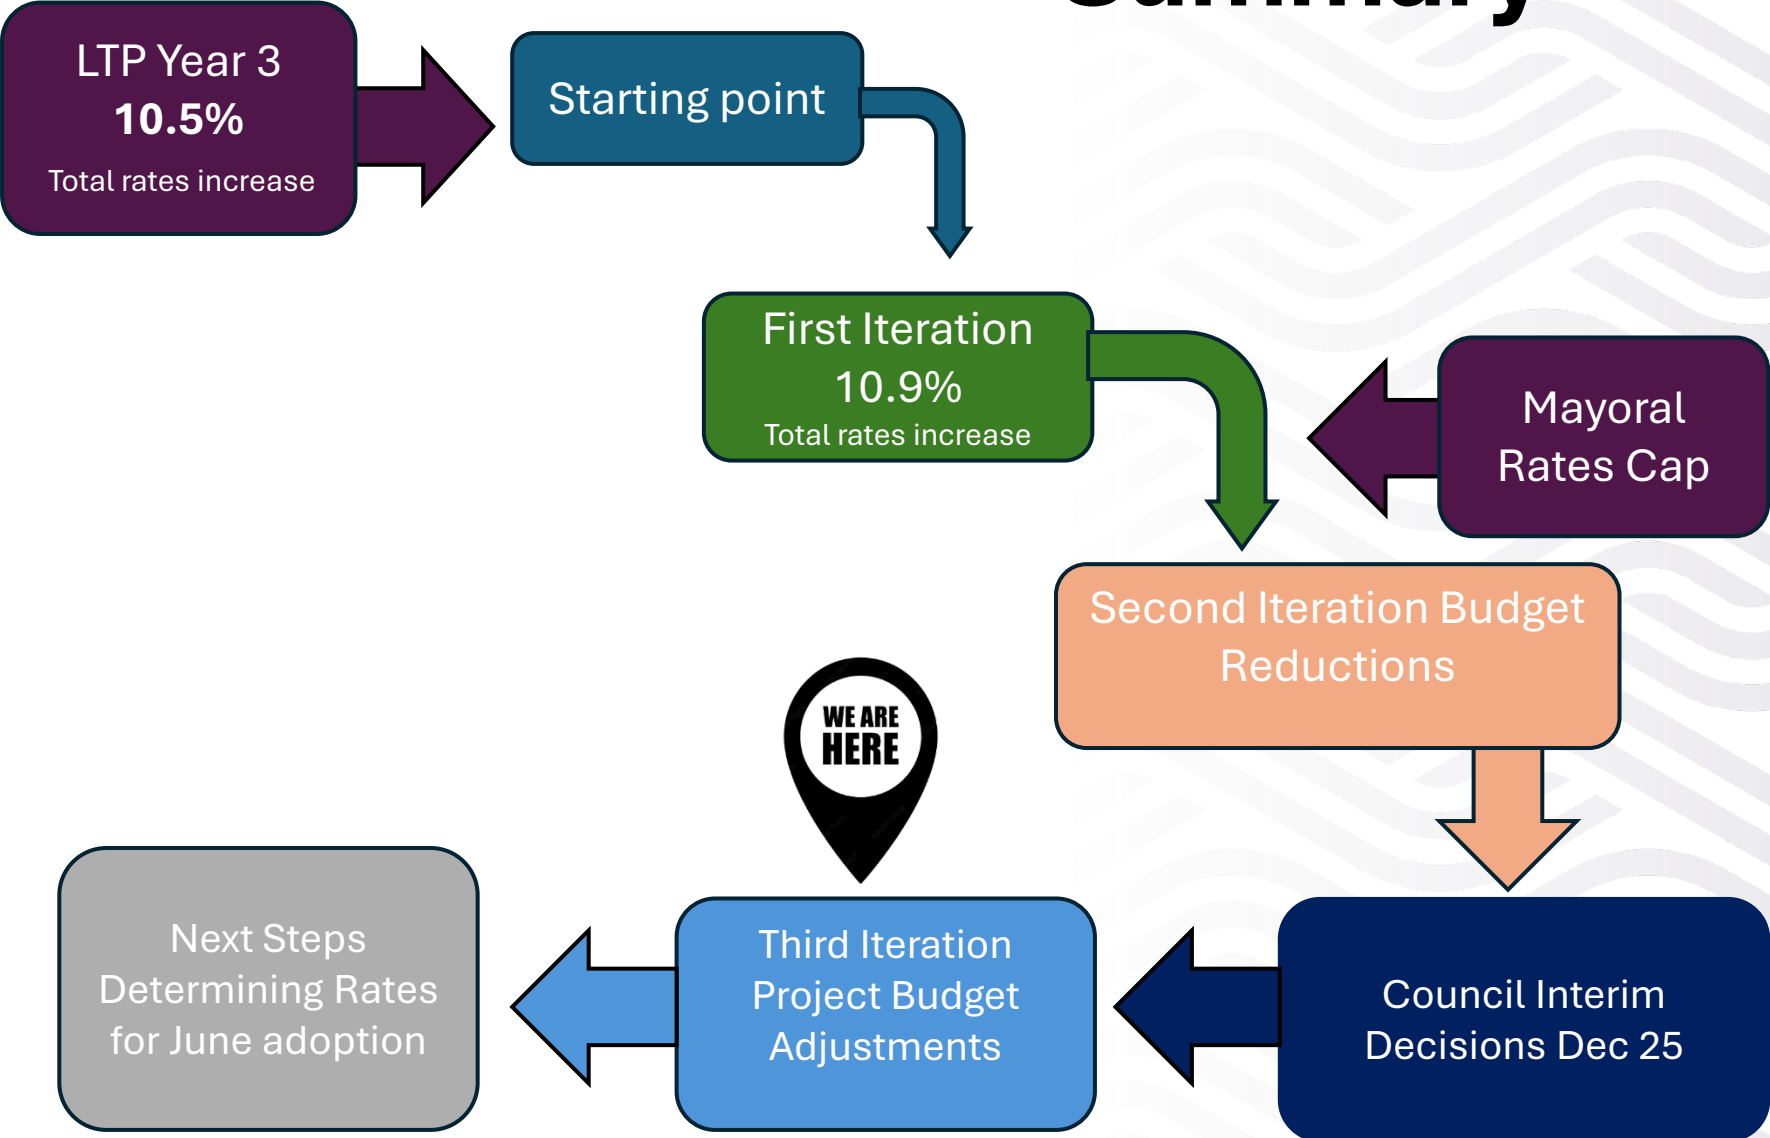 Summary
LTP Year 3
10.5%
Total rates increase
Starting point
First Iteration
10.9%
Total rates increase
Mayoral
Rates Cap
Second Iteration Budget
Reductions
WE ARE
HERE
Next Steps
Determining Rates
for June adoption
Third Iteration
Project Budget
Adjustments
Council Interim
Decisions Dec 25